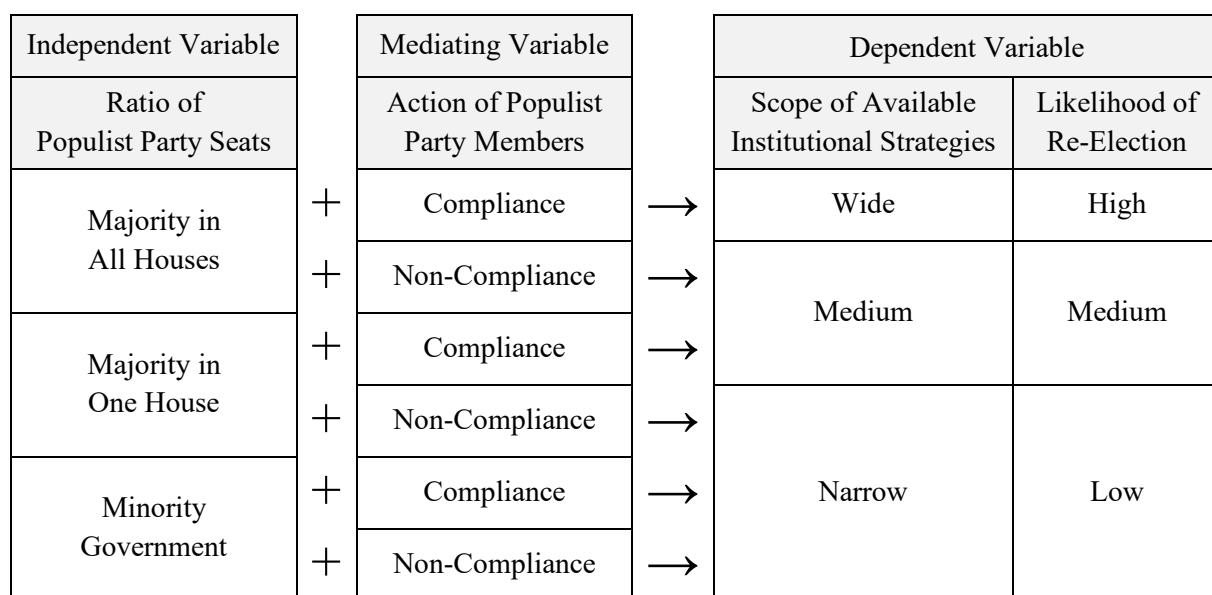 Independent Variable
Mediating Variable
Dependent Variable
Ratio of
Populist Party Seats
Action of Populist
Party Members
Scope of Available
Institutional Strategies
Likelihood of
Re-Election
Majority in
All Houses
+
Compliance
→
Wide
High
+
Non-Compliance
→
Medium
Medium
Majority in
One House
+
Compliance
→
+
Non-Compliance
→
Narrow
Low
Minority
Government
+
Compliance
→
+
Non-Compliance
→